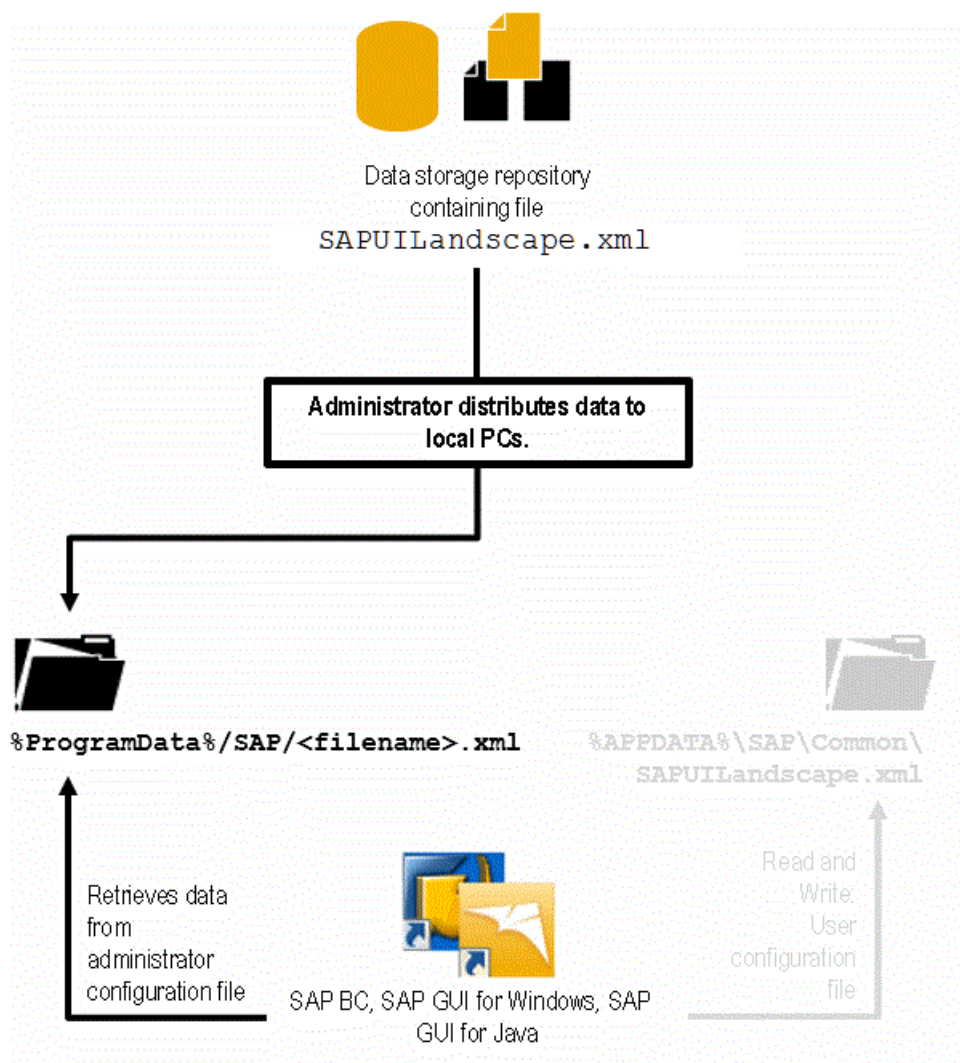 Data storage repository
containing file
SAPUILandscape.xml
Administrator distributes data to
local PCs.
%ProgramData%/SAP/<filename>.xml
%APPDATA%\SAP\Common\
SAPUILandscape.xml
Retrieves data
from
administrator
configuration file
SAP BC, SAP GUI for Windows, SAP
GUI for Java
Read and
Write:
User
configuration
file